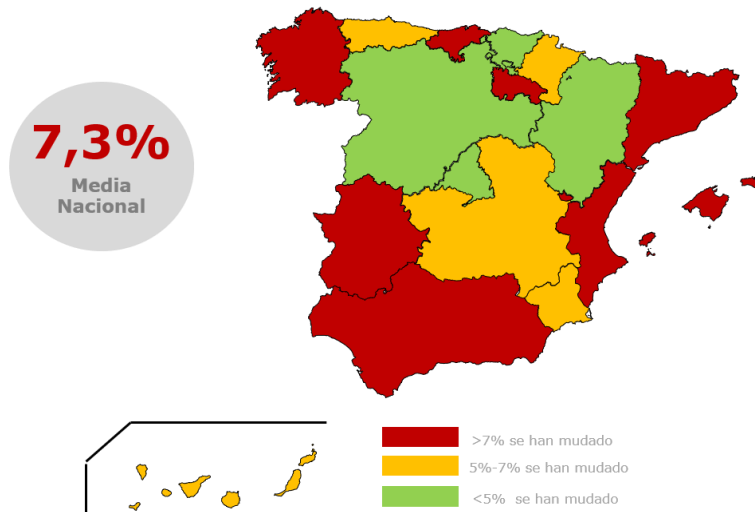 7,3%
Media
Nacional
>7% se han mudado
5%-7% se han mudado
<5% se han mudado